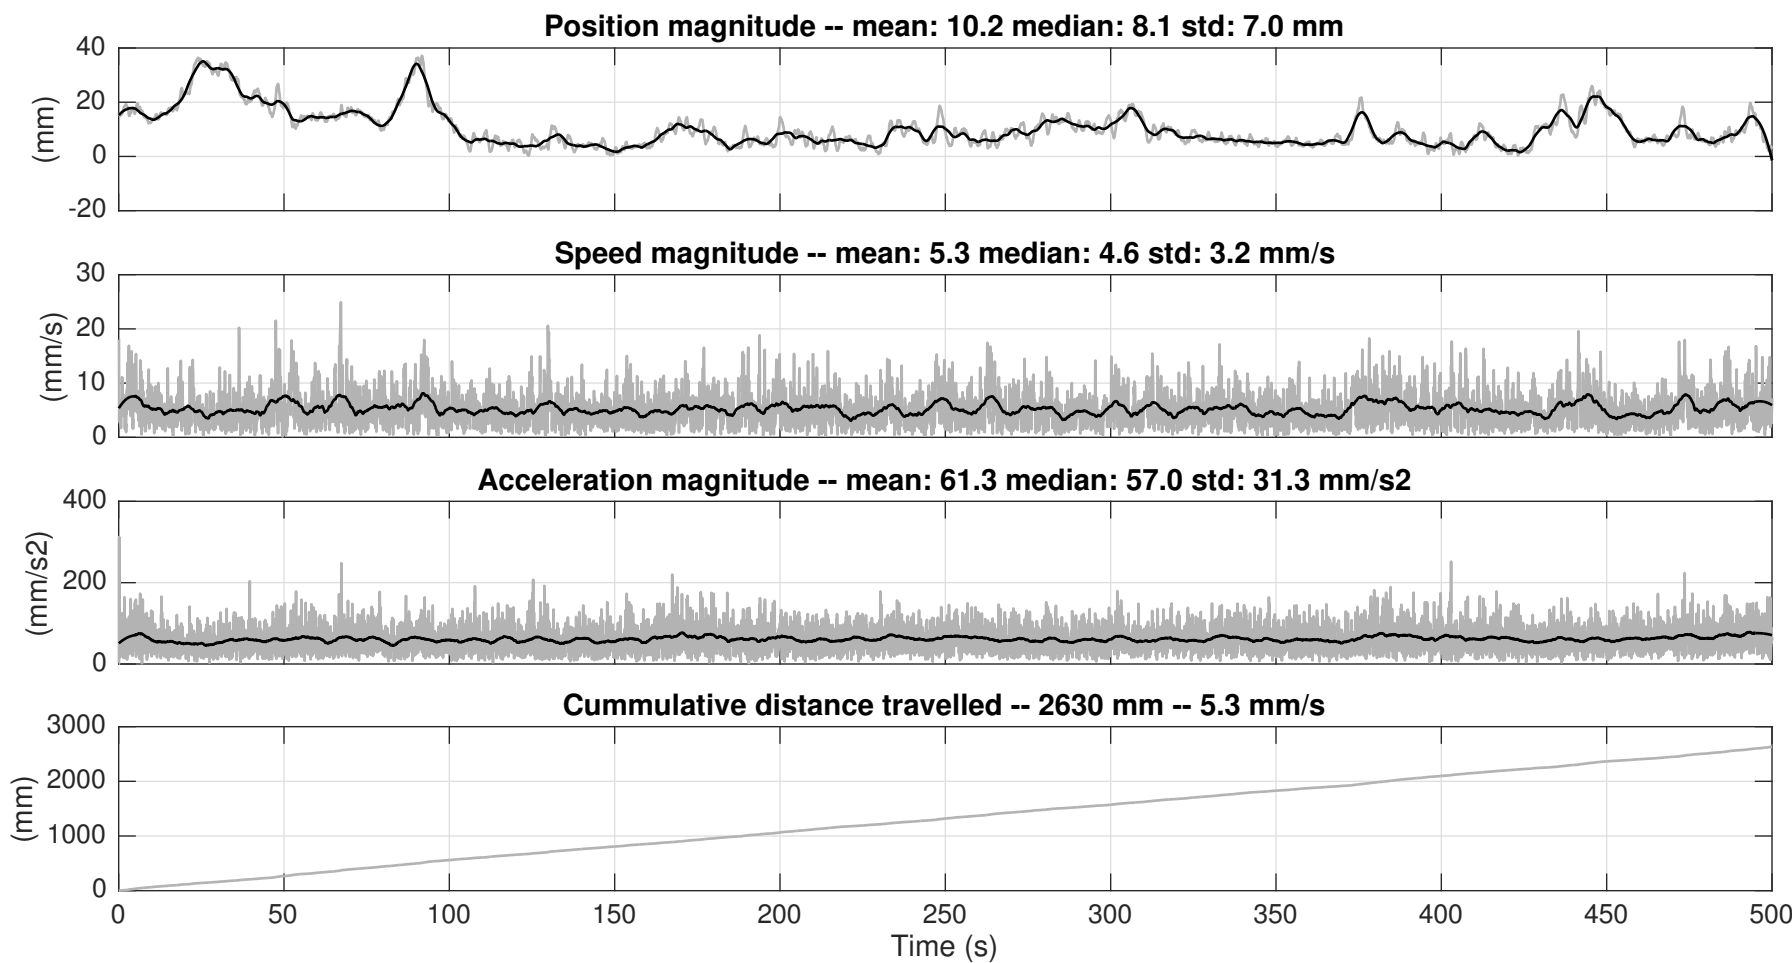 Position magnitude -- mean: 10.2 median: 8.1 std: 7.0 mm
40
20
0
-20
(mm)
Speed magnitude -- mean: 5.3 median: 4.6 std: 3.2 mm/s
30
20
10
0
(mm/s)
Acceleration magnitude -- mean: 61.3 median: 57.0 std: 31.3 mm/s2
400
200
0
(mm/s2)
Cummulative distance travelled -- 2630 mm -- 5.3 mm/s
3000
2000
1000
0
(mm)
0 50 100 150 200 250 300 350 400 450 500
Time (s)